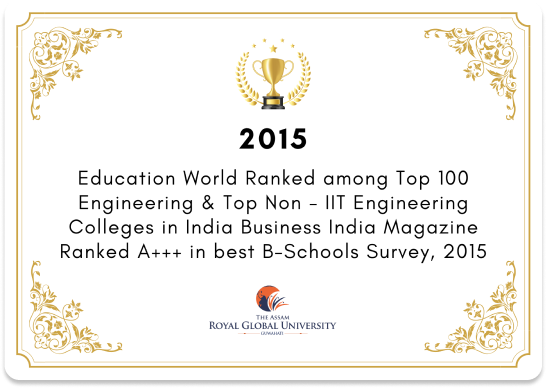 2015
Education World Ranked among Top 100
Engineering & Top Non - IIT Engineering
Colleges in India Business India Magazine
Ranked A+++ in best B-Schools Survey, 2015
THE ASSAM
ROYAL GLOBAL UNIVERSITY
GUWAHATI